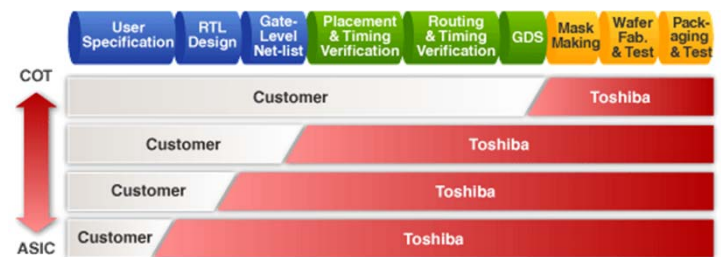 User Specification
RTL Design
Gate-Level Net-list
Placement & Timing Verification
Routing & Timing Verification
GDS
Mask Making
Wafer Fab. & Test
Pack-aging & Test
COT
Customer Toshiba
Customer Toshiba
Customer Toshiba
Customer Toshiba
ASIC